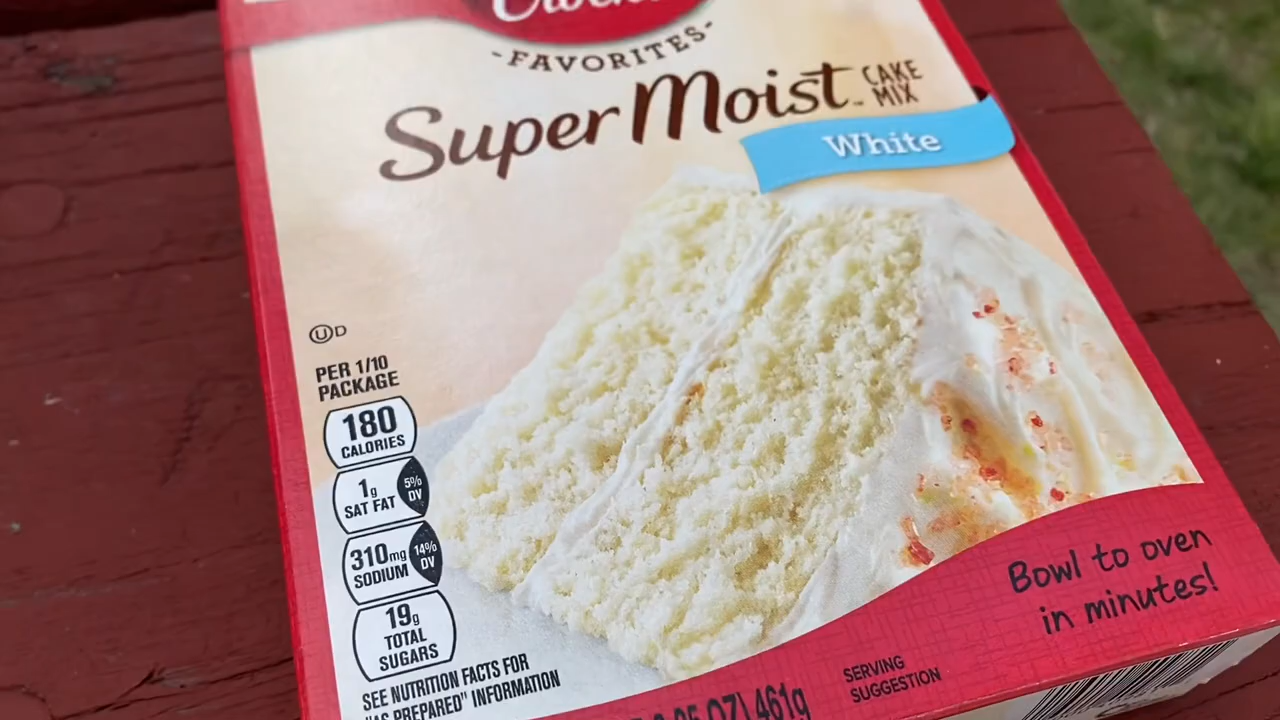 -FAVORITES-
Super Moist
CAKE
MIX
White
U D
PER 1/10
PACKAGE
180
CALORIES
1g
SAT FAT
5%
DV
310mg
SODIUM
14%
DV
19g
TOTAL
SUGARS
SEE NUTRITION FACTS FOR
"AS PREPARED" INFORMATION
Bowl to oven
in minutes!
SERVING
SUGGESTION
OZ) 461g